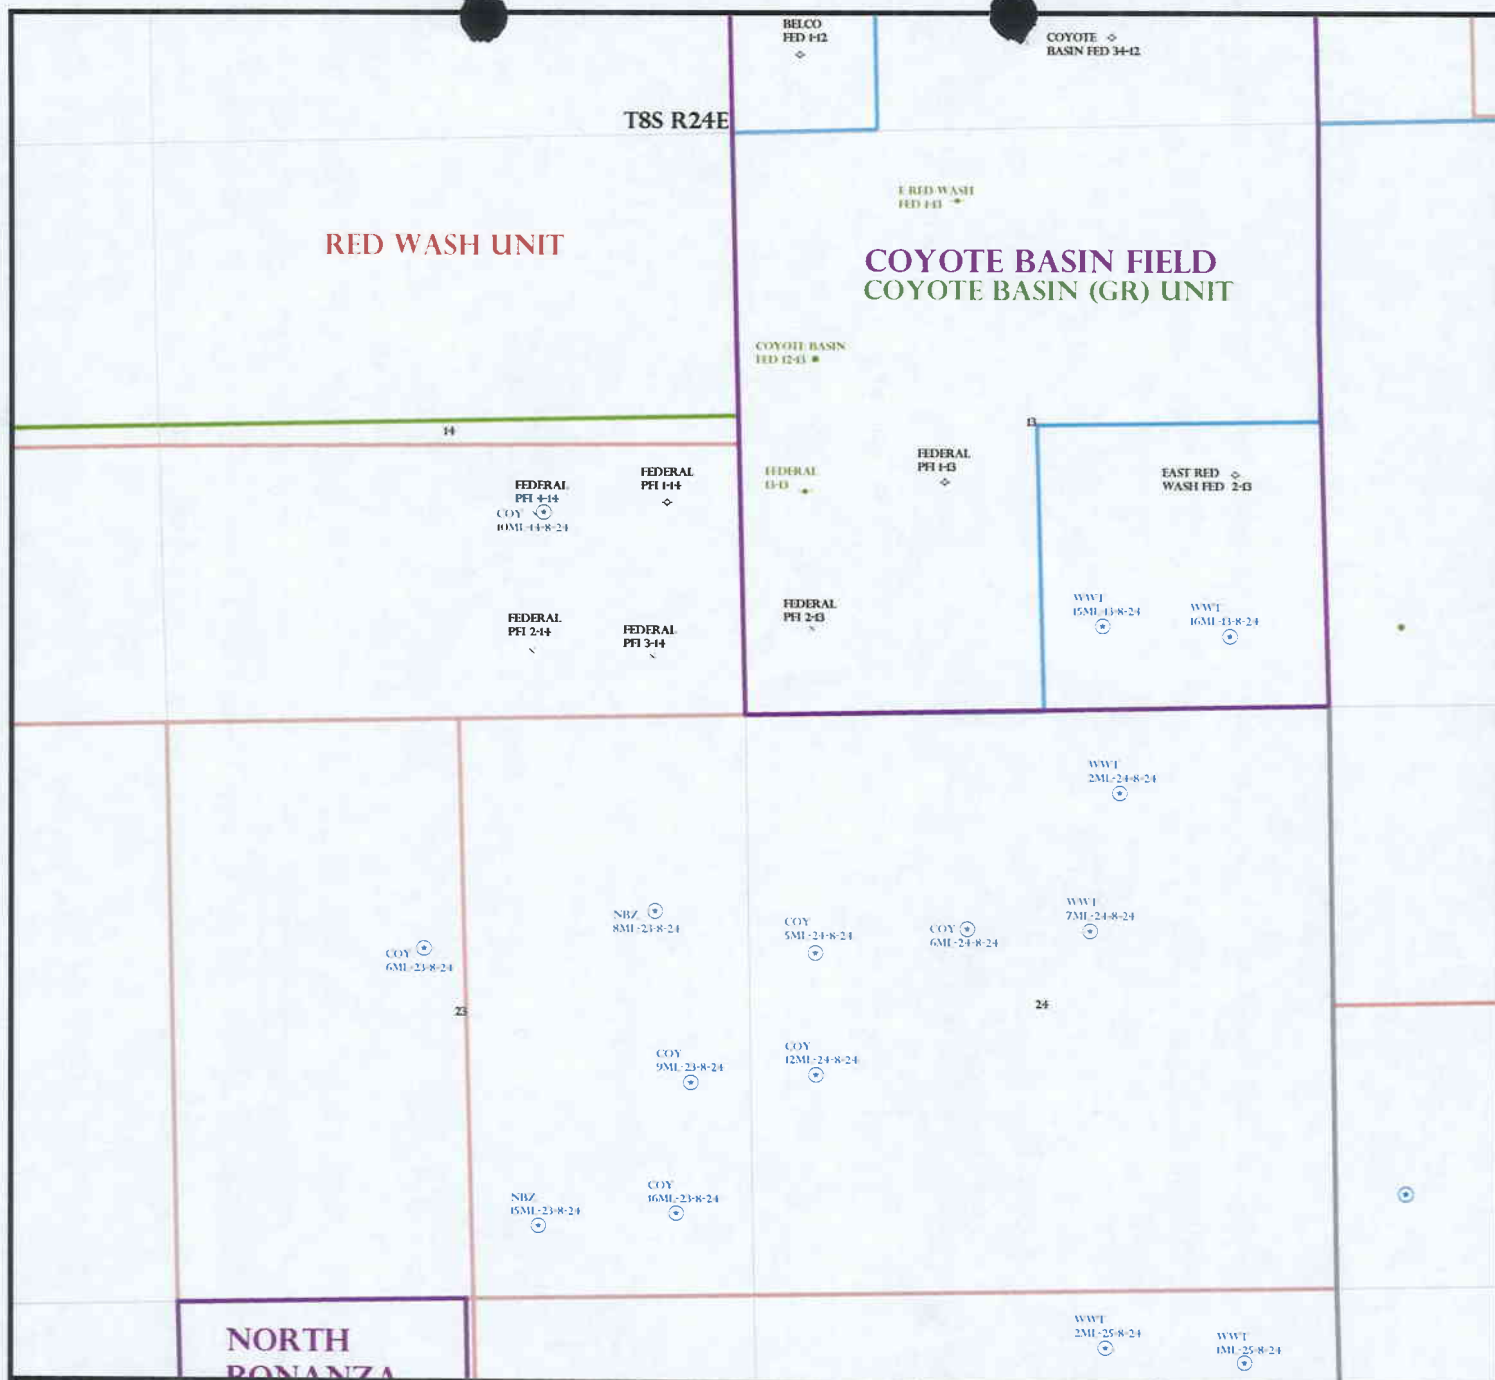 BELCO
FED 1-12
COYOTE
BASIN FED 34-12
T8S R24E
E RED WASH
FED 1-13
RED WASH UNIT
COYOTE BASIN FIELD
COYOTE BASIN (GR) UNIT
COYOTE BASIN
FED 12-13
14
13
FEDERAL
PFI 4-14
COY
10ML-14-8-24
FEDERAL
PFI 1-14
FEDERAL
13-13
FEDERAL
PFI 1-13
EAST RED
WASH FED 2-13
FEDERAL
PFI 2-14
FEDERAL
PFI 3-14
FEDERAL
PFI 2-13
WWT
15ML-13-8-24
WWT
16ML-13-8-24
WWT
2ML-24-8-24
NBZ
8ML-23-8-24
COY
6ML-23-8-24
COY
5ML-24-8-24
COY
6ML-24-8-24
WWT
7ML-24-8-24
23
24
COY
9ML-23-8-24
COY
12ML-24-8-24
NBZ
15ML-23-8-24
COY
16ML-23-8-24
NORTH
BONANZA
WWT
2ML-25-8-24
WWT
1ML-25-8-24